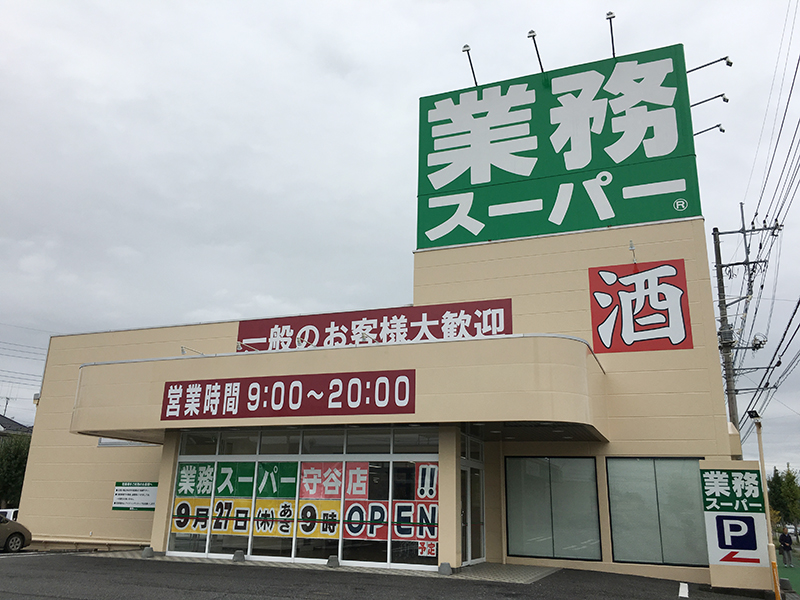 業務
スーパー
®
酒
一般のお客様大歓迎
営業時間 9:00～20:00
業務スーパー守谷店!!
9月27日(木)あさ9時OPEN
予定
業務
スーパー
P